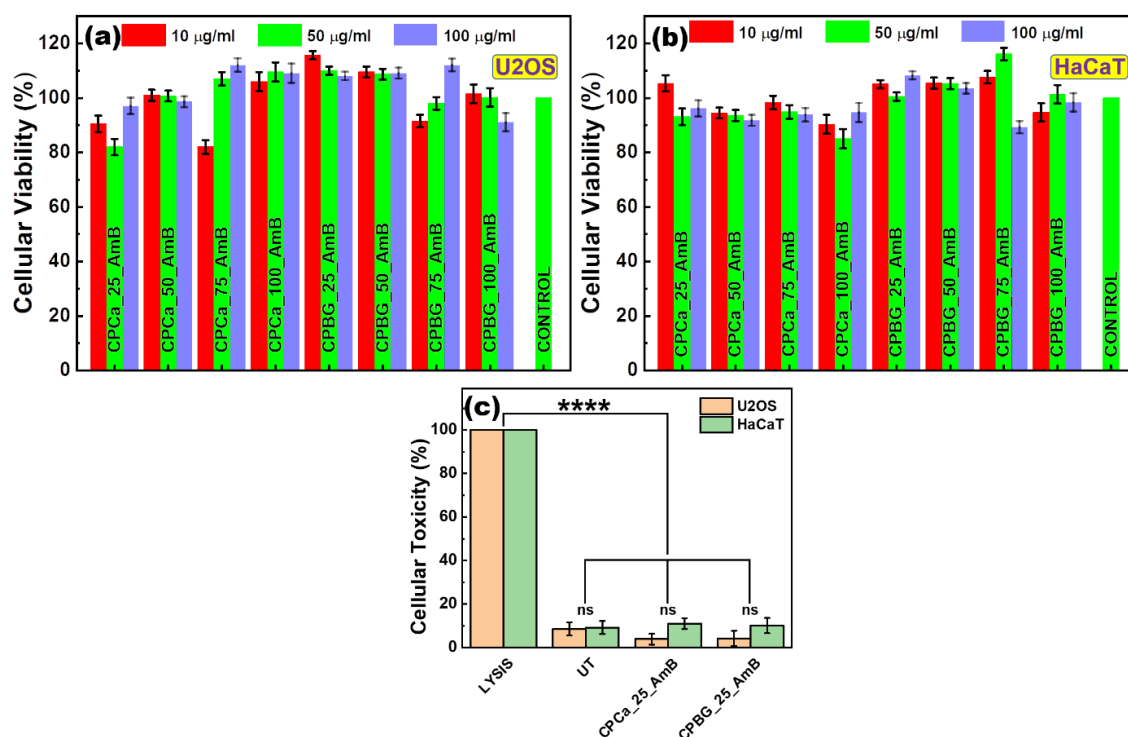 (a) 10 µg/ml 50 µg/ml 100 µg/ml
U2OS
Cellular Viability (%)
120
100
80
60
40
20
0
CPCa_25_AmB
CPCa_50_AmB
CPCa_75_AmB
CPCa_100_AmB
CPBG_25_AmB
CPBG_50_AmB
CPBG_75_AmB
CPBG_100_AmB
CONTROL
(b) 10 µg/ml 50 µg/ml 100 µg/ml
HaCaT
Cellular Viability (%)
120
100
80
60
40
20
0
CPCa_25_AmB
CPCa_50_AmB
CPCa_75_AmB
CPCa_100_AmB
CPBG_25_AmB
CPBG_50_AmB
CPBG_75_AmB
CPBG_100_AmB
CONTROL
(c)
****
U2OS
HaCaT
Cellular Toxicity (%)
100
80
60
40
20
0
ns ns ns
LYSIS
UT
CPCa_25_AmB
CPBG_25_AmB